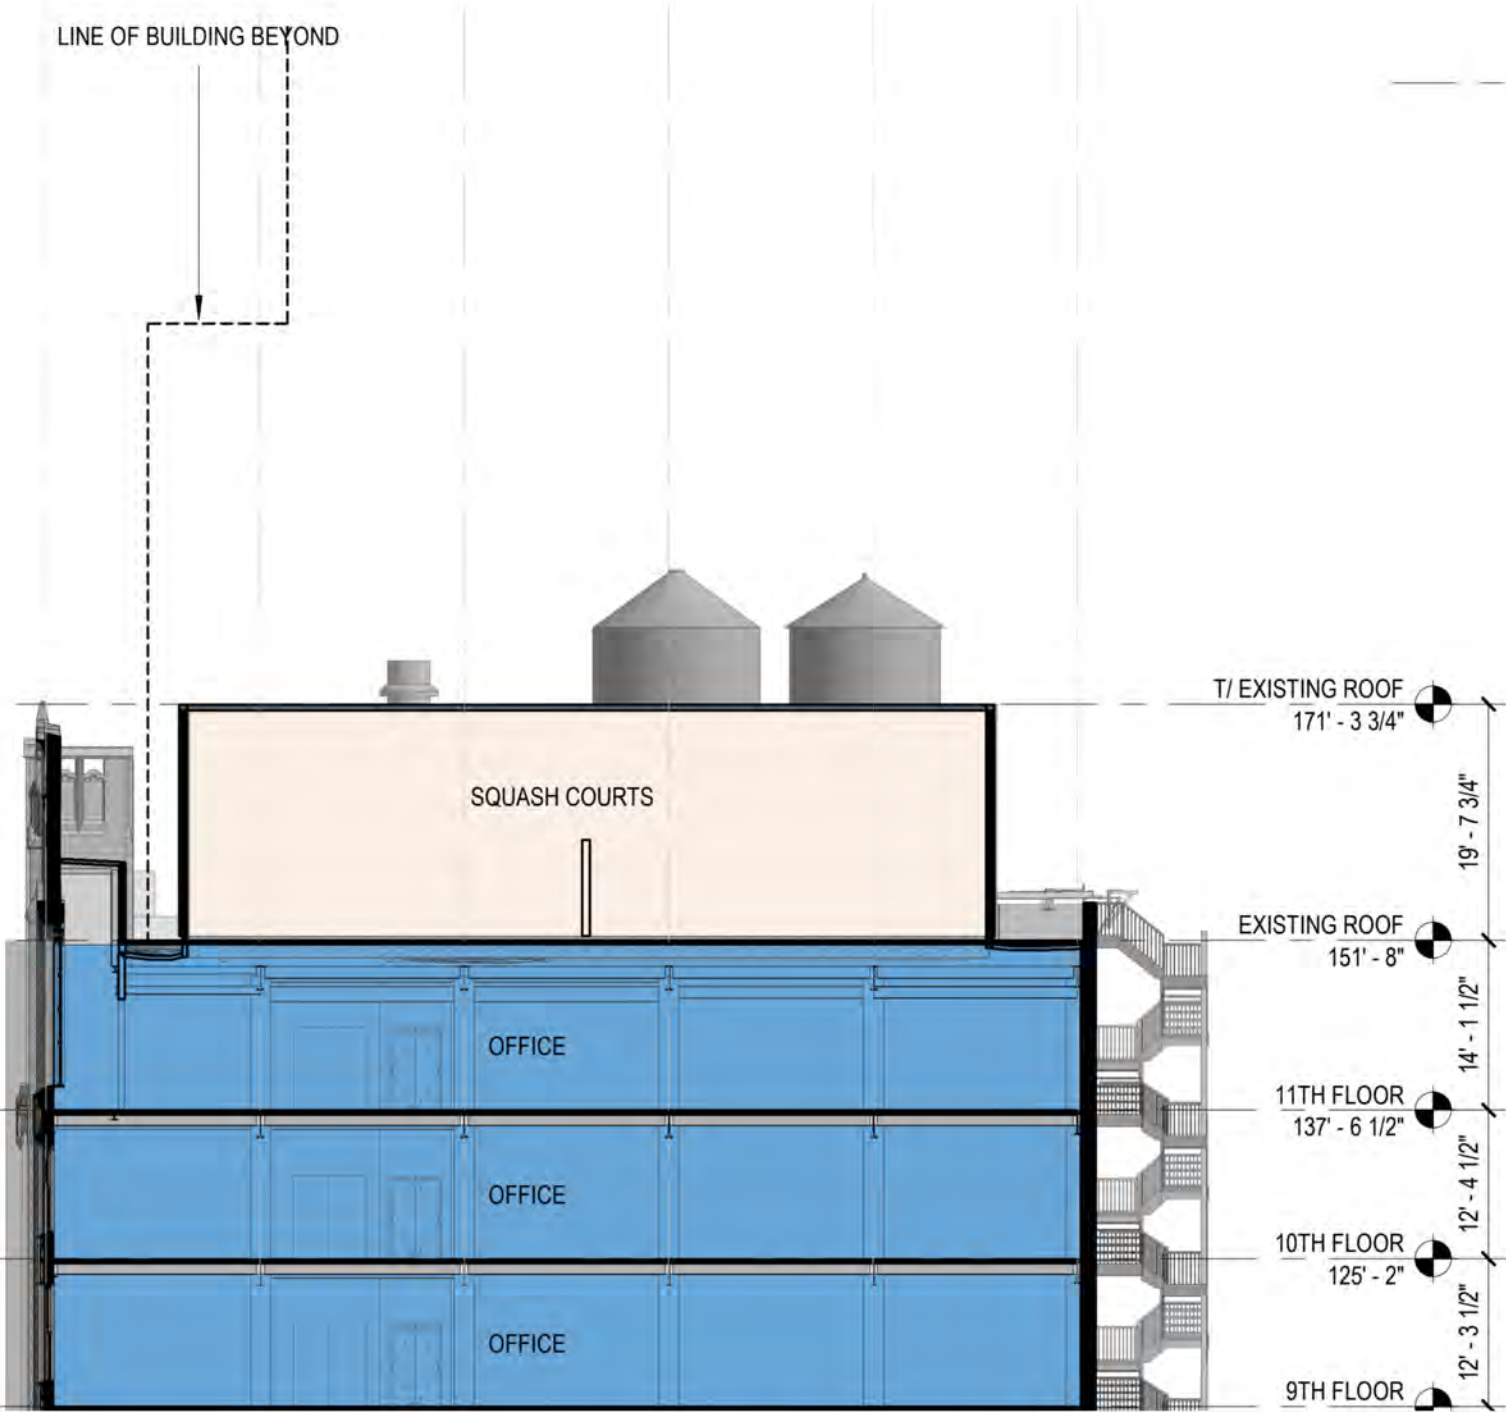 LINE OF BUILDING BEYOND
T/ EXISTING ROOF
171' - 3 3/4"
SQUASH COURTS
19' - 7 3/4"
EXISTING ROOF
151' - 8"
14' - 1 1/2"
OFFICE
11TH FLOOR
137' - 6 1/2"
12' - 4 1/2"
OFFICE
10TH FLOOR
125' - 2"
12' - 3 1/2"
OFFICE
9TH FLOOR